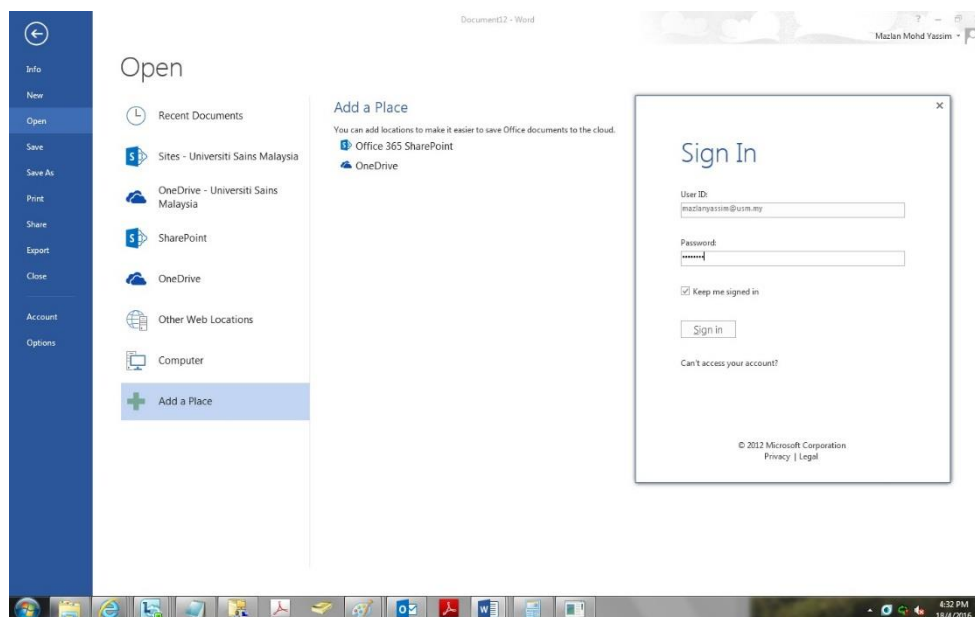 Document12 - Word
?
Mazlan Mohd Yassim
Info
New
Open
Save
Save As
Print
Share
Export
Close
Account
Options
Open
Recent Documents
Sites - Universiti Sains Malaysia
OneDrive - Universiti Sains
Malaysia
SharePoint
OneDrive
Other Web Locations
Computer
Add a Place
Add a Place
You can add locations to make it easier to save Office documents to the cloud.
Office 365 SharePoint
OneDrive
Sign In
User ID:
mazlanyassim@usm.my
Password:
••••••••
Keep me signed in
Sign in
Can't access your account?
© 2012 Microsoft Corporation
Privacy | Legal
4:32 PM
18/4/2016